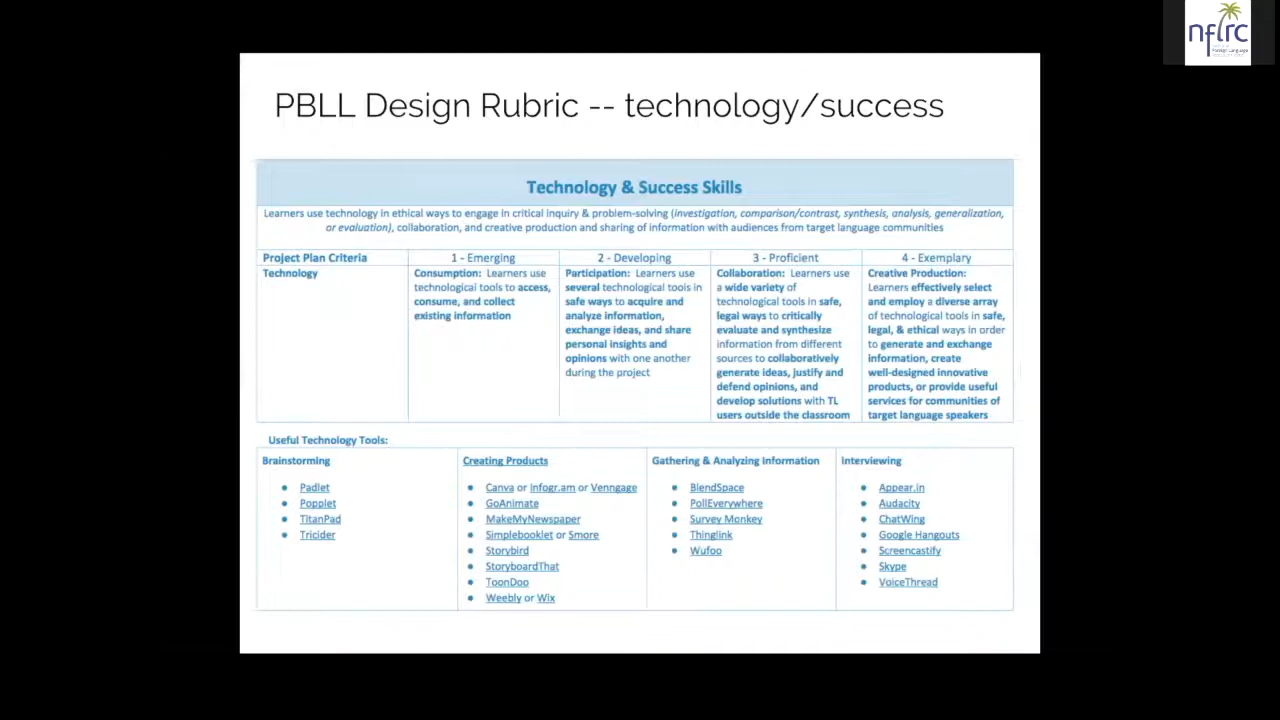 nflrc
Foreign Language
PBLL Design Rubric -- technology/success
Technology & Success Skills
Learners use technology in ethical ways to engage in critical inquiry & problem-solving (investigation, comparison/contrast, synthesis, analysis, generalization,
or evaluation), collaboration, and creative production and sharing of information with audiences from target language communities
Project Plan Criteria
1 - Emerging
2 - Developing
3 - Proficient
4 - Exemplary
Technology
Consumption: Learners use
technological tools to access,
consume, and collect
existing information
Participation: Learners use
several technological tools in
safe ways to acquire and
analyze information,
exchange ideas, and share
personal insights and
opinions with one another
during the project
Collaboration: Learners use
a wide variety of
technological tools in safe,
legal ways to critically
evaluate and synthesize
information from different
sources to collaboratively
generate ideas, justify and
defend opinions, and
develop solutions with TL
users outside the classroom
Creative Production:
Learners effectively select
and employ a diverse array
of technological tools in safe,
legal, & ethical ways in order
to generate and exchange
information, create
well-designed innovative
products, or provide useful
services for communities of
target language speakers
Useful Technology Tools:
Brainstorming
Padlet
Popplet
TitanPad
Tricider
Creating Products
Canva or Infogr.am or Venngage
GoAnimate
MakeMyNewspaper
Simplebooklet or Smore
Storybird
StoryboardThat
ToonDoo
Weebly or Wix
Gathering & Analyzing Information
BlendSpace
PollEverywhere
Survey Monkey
Thinglink
Wufoo
Interviewing
Appear.in
Audacity
ChatWing
Google Hangouts
Screencastify
Skype
VoiceThread